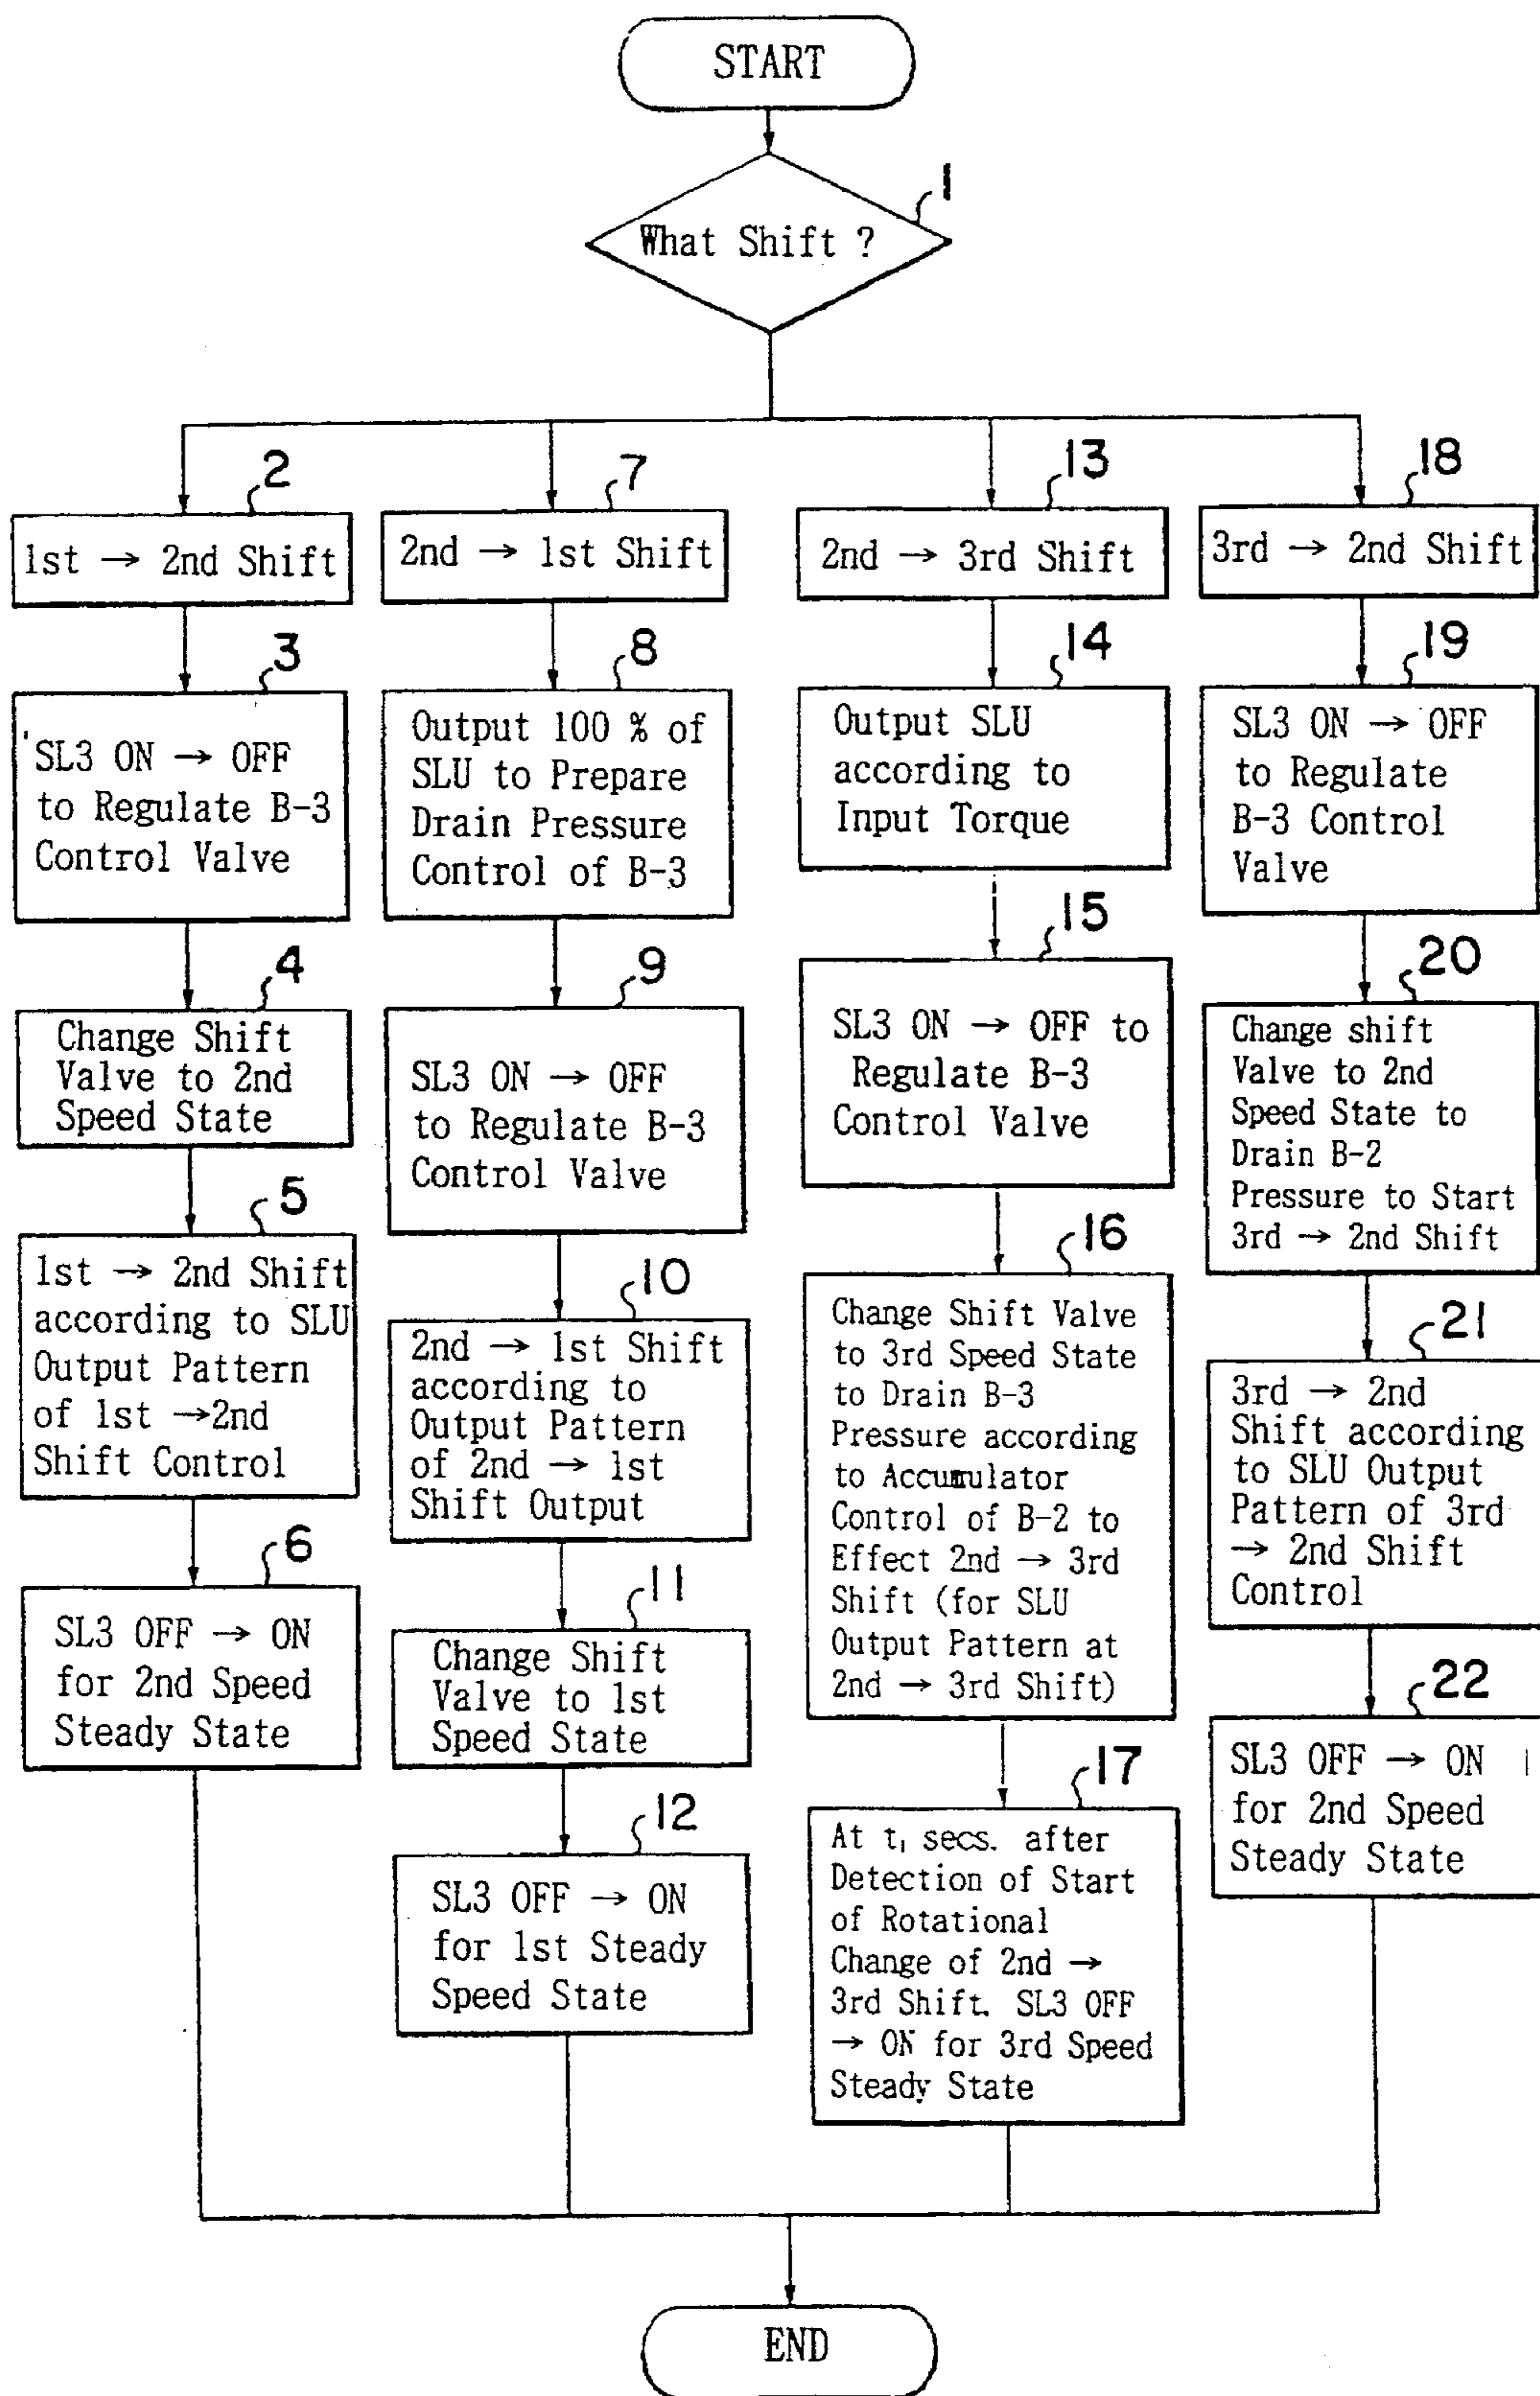 START
1
What Shift ?
2
1st → 2nd Shift
3
SL3 ON → OFF
to Regulate B-3
Control Valve
4
Change Shift
Valve to 2nd
Speed State
5
1st → 2nd Shift
according to SLU
Output Pattern
of 1st →2nd
Shift Control
6
SL3 OFF → ON
for 2nd Speed
Steady State
7
2nd → 1st Shift
8
Output 100 % of
SLU to Prepare
Drain Pressure
Control of B-3
9
SL3 ON → OFF
to Regulate B-3
Control Valve
10
2nd → 1st Shift
according to
Output Pattern
of 2nd → 1st
Shift Output
11
Change Shift
Valve to 1st
Speed State
12
SL3 OFF → ON
for 1st Steady
Speed State
13
2nd → 3rd Shift
14
Output SLU
according to
Input Torque
15
SL3 ON → OFF to
Regulate B-3
Control Valve
16
Change Shift Valve
to 3rd Speed State
to Drain B-3
Pressure according
to Accumulator
Control of B-2 to
Effect 2nd → 3rd
Shift (for SLU
Output Pattern at
2nd → 3rd Shift)
17
At t₁ secs. after
Detection of Start
of Rotational
Change of 2nd →
3rd Shift. SL3 OFF
→ ON for 3rd Speed
Steady State
18
3rd → 2nd Shift
19
SL3 ON → OFF
to Regulate
B-3 Control
Valve
20
Change shift
Valve to 2nd
Speed State to
Drain B-2
Pressure to Start
3rd → 2nd Shift
21
3rd → 2nd
Shift according
to SLU Output
Pattern of 3rd
→ 2nd Shift
Control
22
SL3 OFF → ON
for 2nd Speed
Steady State
END